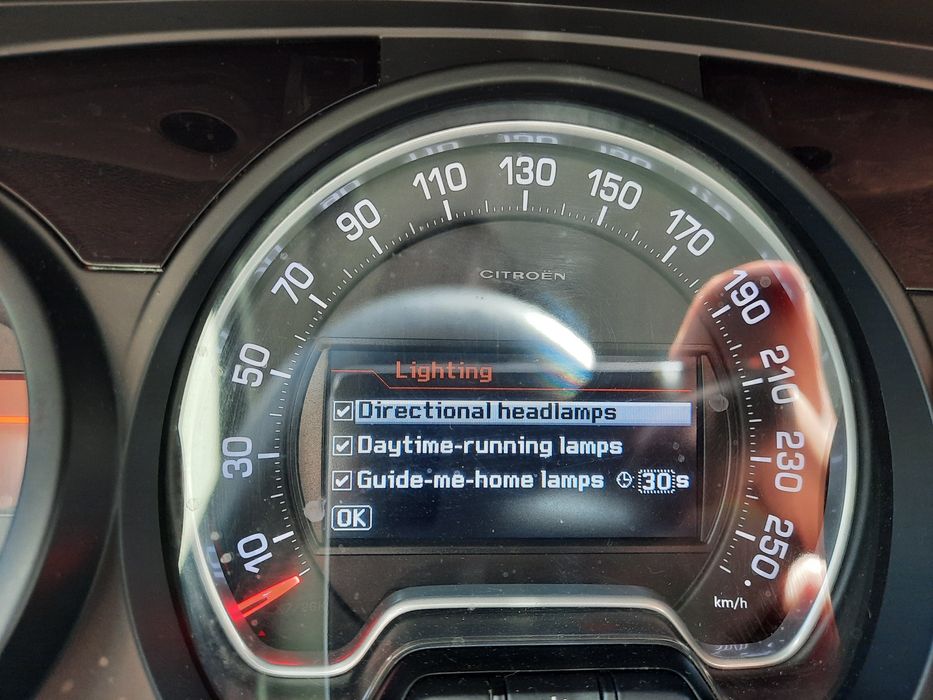 10
30
50
70
90
110
130
150
170
190
210
230
250
km/h
CITROËN
Lighting
Directional headlamps
Daytime-running lamps
Guide-me-home lamps 30s
OK